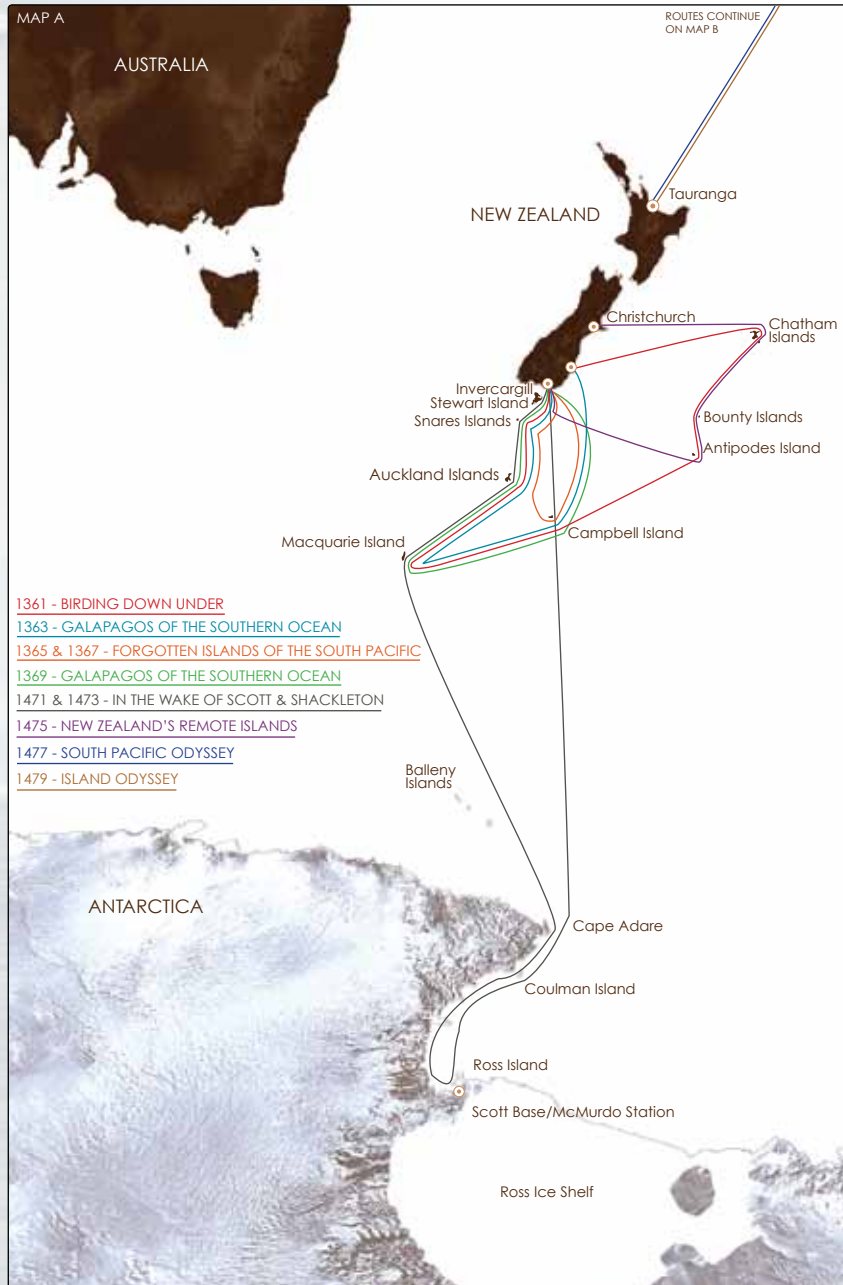 MAP A
ROUTES CONTINUE
ON MAP B
AUSTRALIA
Tauranga
NEW ZEALAND
Christchurch
Chatham
Islands
Invercargill
Stewart Island
Snares Islands
Bounty Islands
Antipodes Island
Auckland Islands
Campbell Island
Macquarie Island
1361 - BIRDING DOWN UNDER
1363 - GALAPAGOS OF THE SOUTHERN OCEAN
1365 & 1367 - FORGOTTEN ISLANDS OF THE SOUTH PACIFIC
1369 - GALAPAGOS OF THE SOUTHERN OCEAN
1471 & 1473 - IN THE WAKE OF SCOTT & SHACKLETON
1475 - NEW ZEALAND'S REMOTE ISLANDS
1477 - SOUTH PACIFIC ODYSSEY
1479 - ISLAND ODYSSEY
Balleny
Islands
ANTARCTICA
Cape Adare
Coulman Island
Ross Island
Scott Base/McMurdo Station
Ross Ice Shelf